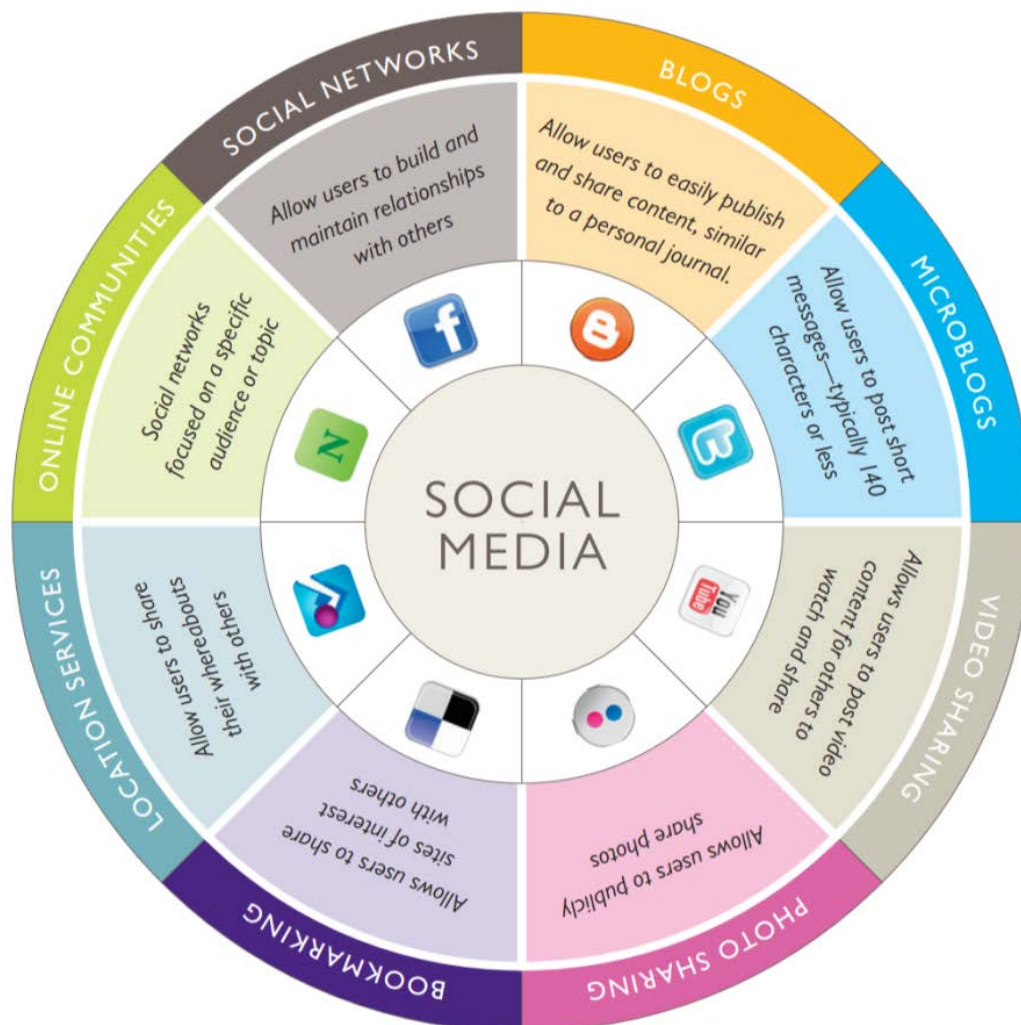 SOCIAL NETWORKS
Allow users to build and
maintain relationships
with others
f
BLOGS
Allow users to easily publish
and share content, similar
to a personal journal.
B
MICROBLOGS
Allow users to post short
messages—typically 140
characters or less
t
VIDEO SHARING
Allows users to post video
content for others to
watch and share
You
Tube
PHOTO SHARING
Allows users to publicly
share photos
BOOKMARKING
Allows users to share
sites of interest
with others
LOCATION SERVICES
Allow users to share
their whereabouts
with others
ONLINE COMMUNITIES
Social networks
focused on a specific
audience or topic
N
SOCIAL
MEDIA